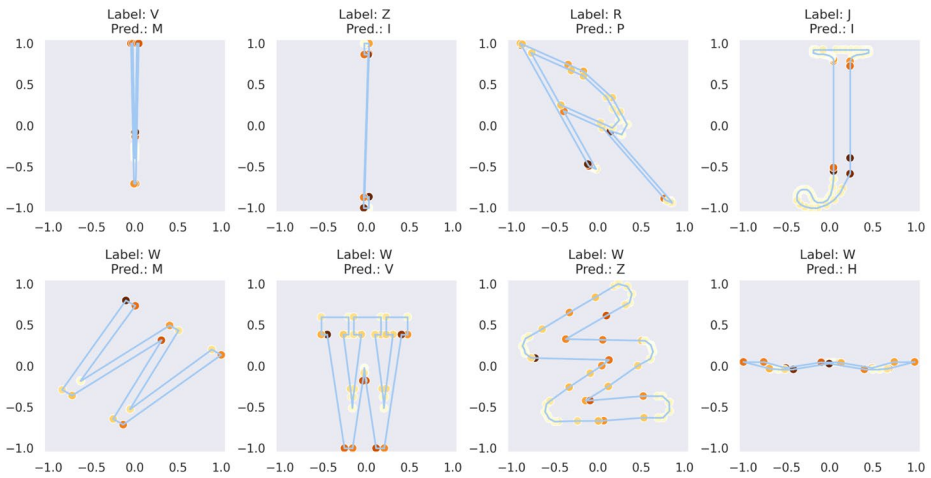 Label: V Label: Z Label: R Label: J
Pred.: M Pred.: I Pred.: P Pred.: I
1.0 1.0 1.0 1.0
0.5 0.5 0.5 0.5
0.0 0.0 0.0 0.0
−0.5 −0.5 −0.5 −0.5
−1.0 −1.0 −1.0 −1.0
−1.0 −0.5 0.0 0.5 1.0 −1.0 −0.5 0.0 0.5 1.0 −1.0 −0.5 0.0 0.5 1.0 −1.0 −0.5 0.0 0.5 1.0
Label: W Label: W Label: W Label: W
Pred.: M Pred.: V Pred.: Z Pred.: H
1.0 1.0 1.0 1.0
0.5 0.5 0.5 0.5
0.0 0.0 0.0 0.0
−0.5 −0.5 −0.5 −0.5
−1.0 −1.0 −1.0 −1.0
−1.0 −0.5 0.0 0.5 1.0 −1.0 −0.5 0.0 0.5 1.0 −1.0 −0.5 0.0 0.5 1.0 −1.0 −0.5 0.0 0.5 1.0